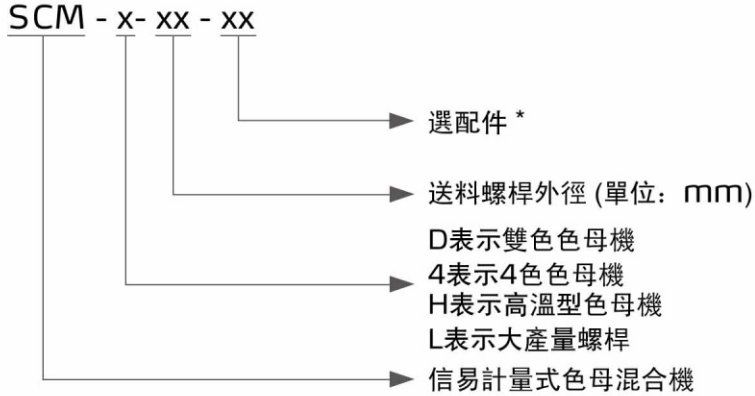 SCM - x- xx - xx
選配件 *
送料螺桿外徑 (單位：mm)
D表示雙色色母機
4表示4色色母機
H表示高溫型色母機
L表示大產量螺桿
信易計量式色母混合機